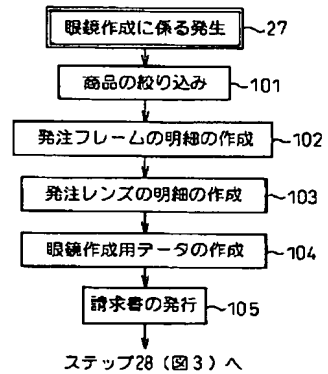 眼鏡作成に係る発生 27
商品の絞り込み 101
発注フレームの明細の作成 102
発注レンズの明細の作成 103
眼鏡作成用データの作成 104
請求書の発行 105
ステップ28(図3)へ